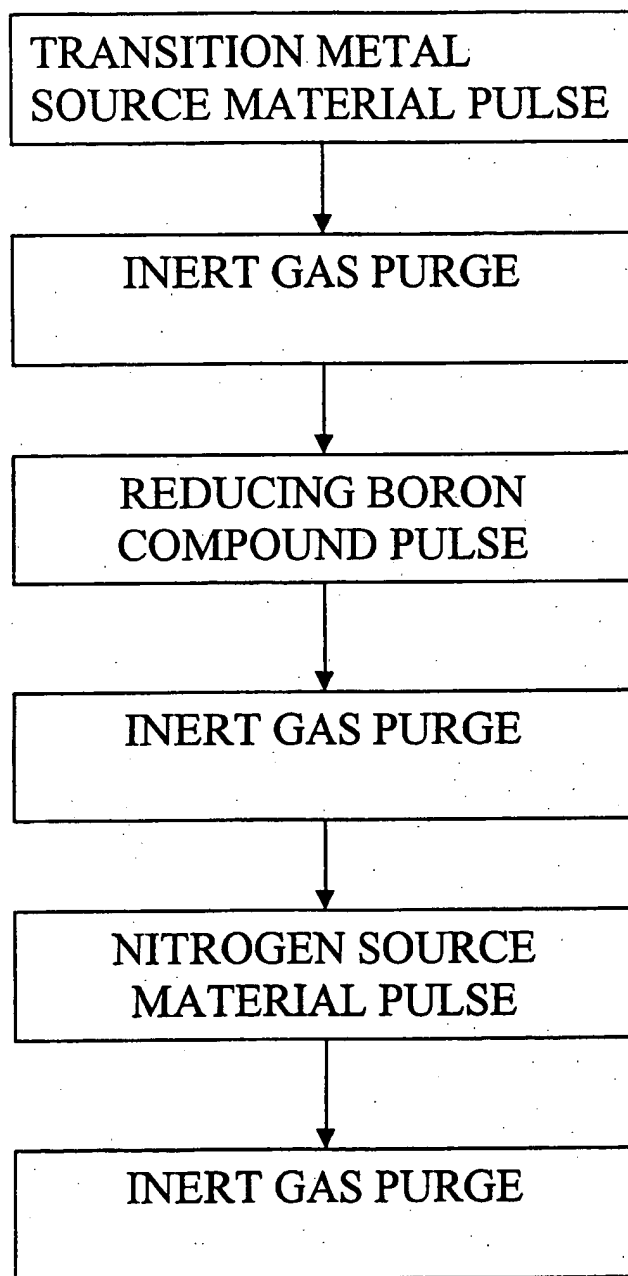 TRANSITION METAL
SOURCE MATERIAL PULSE
INERT GAS PURGE
REDUCING BORON
COMPOUND PULSE
INERT GAS PURGE
NITROGEN SOURCE
MATERIAL PULSE
INERT GAS PURGE